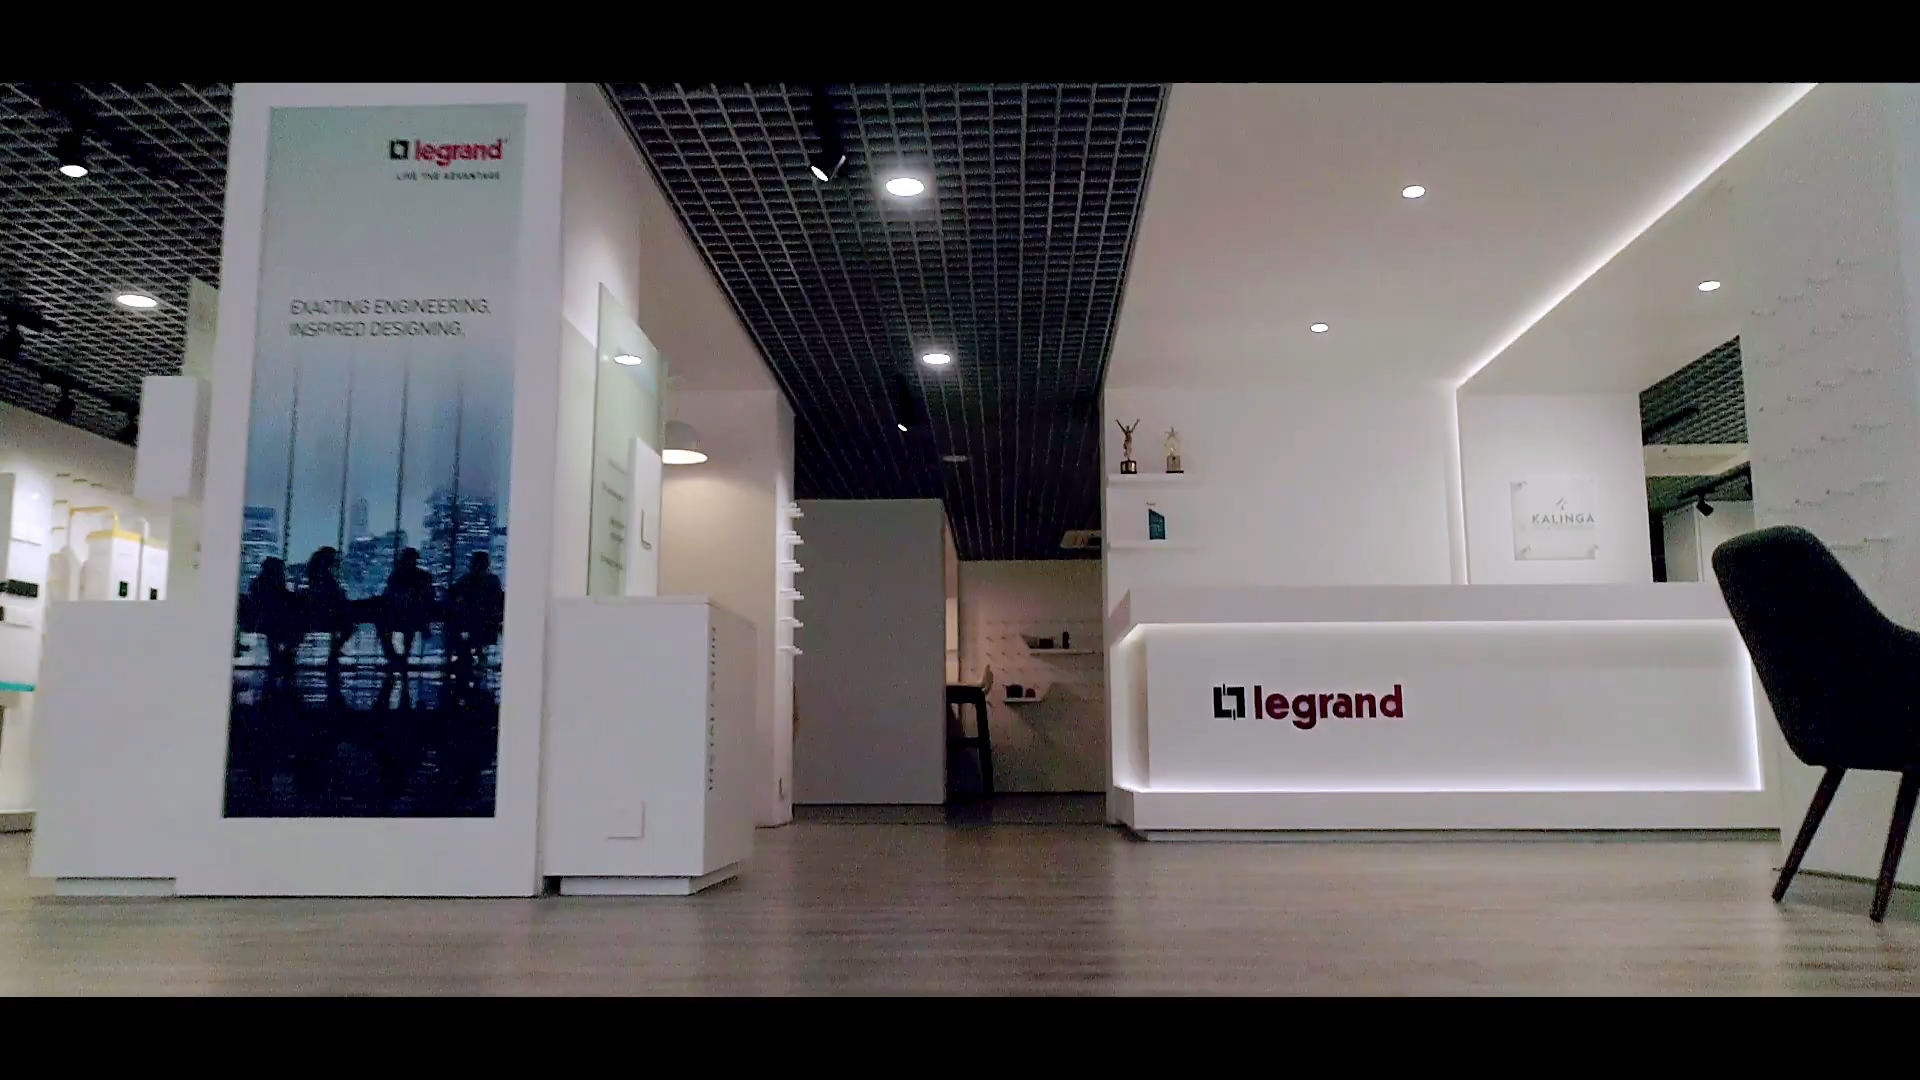 legrand
LIVE THE ADVANTAGE
EXACTING ENGINEERING.
INSPIRED DESIGNING.
KALINGA
legrand